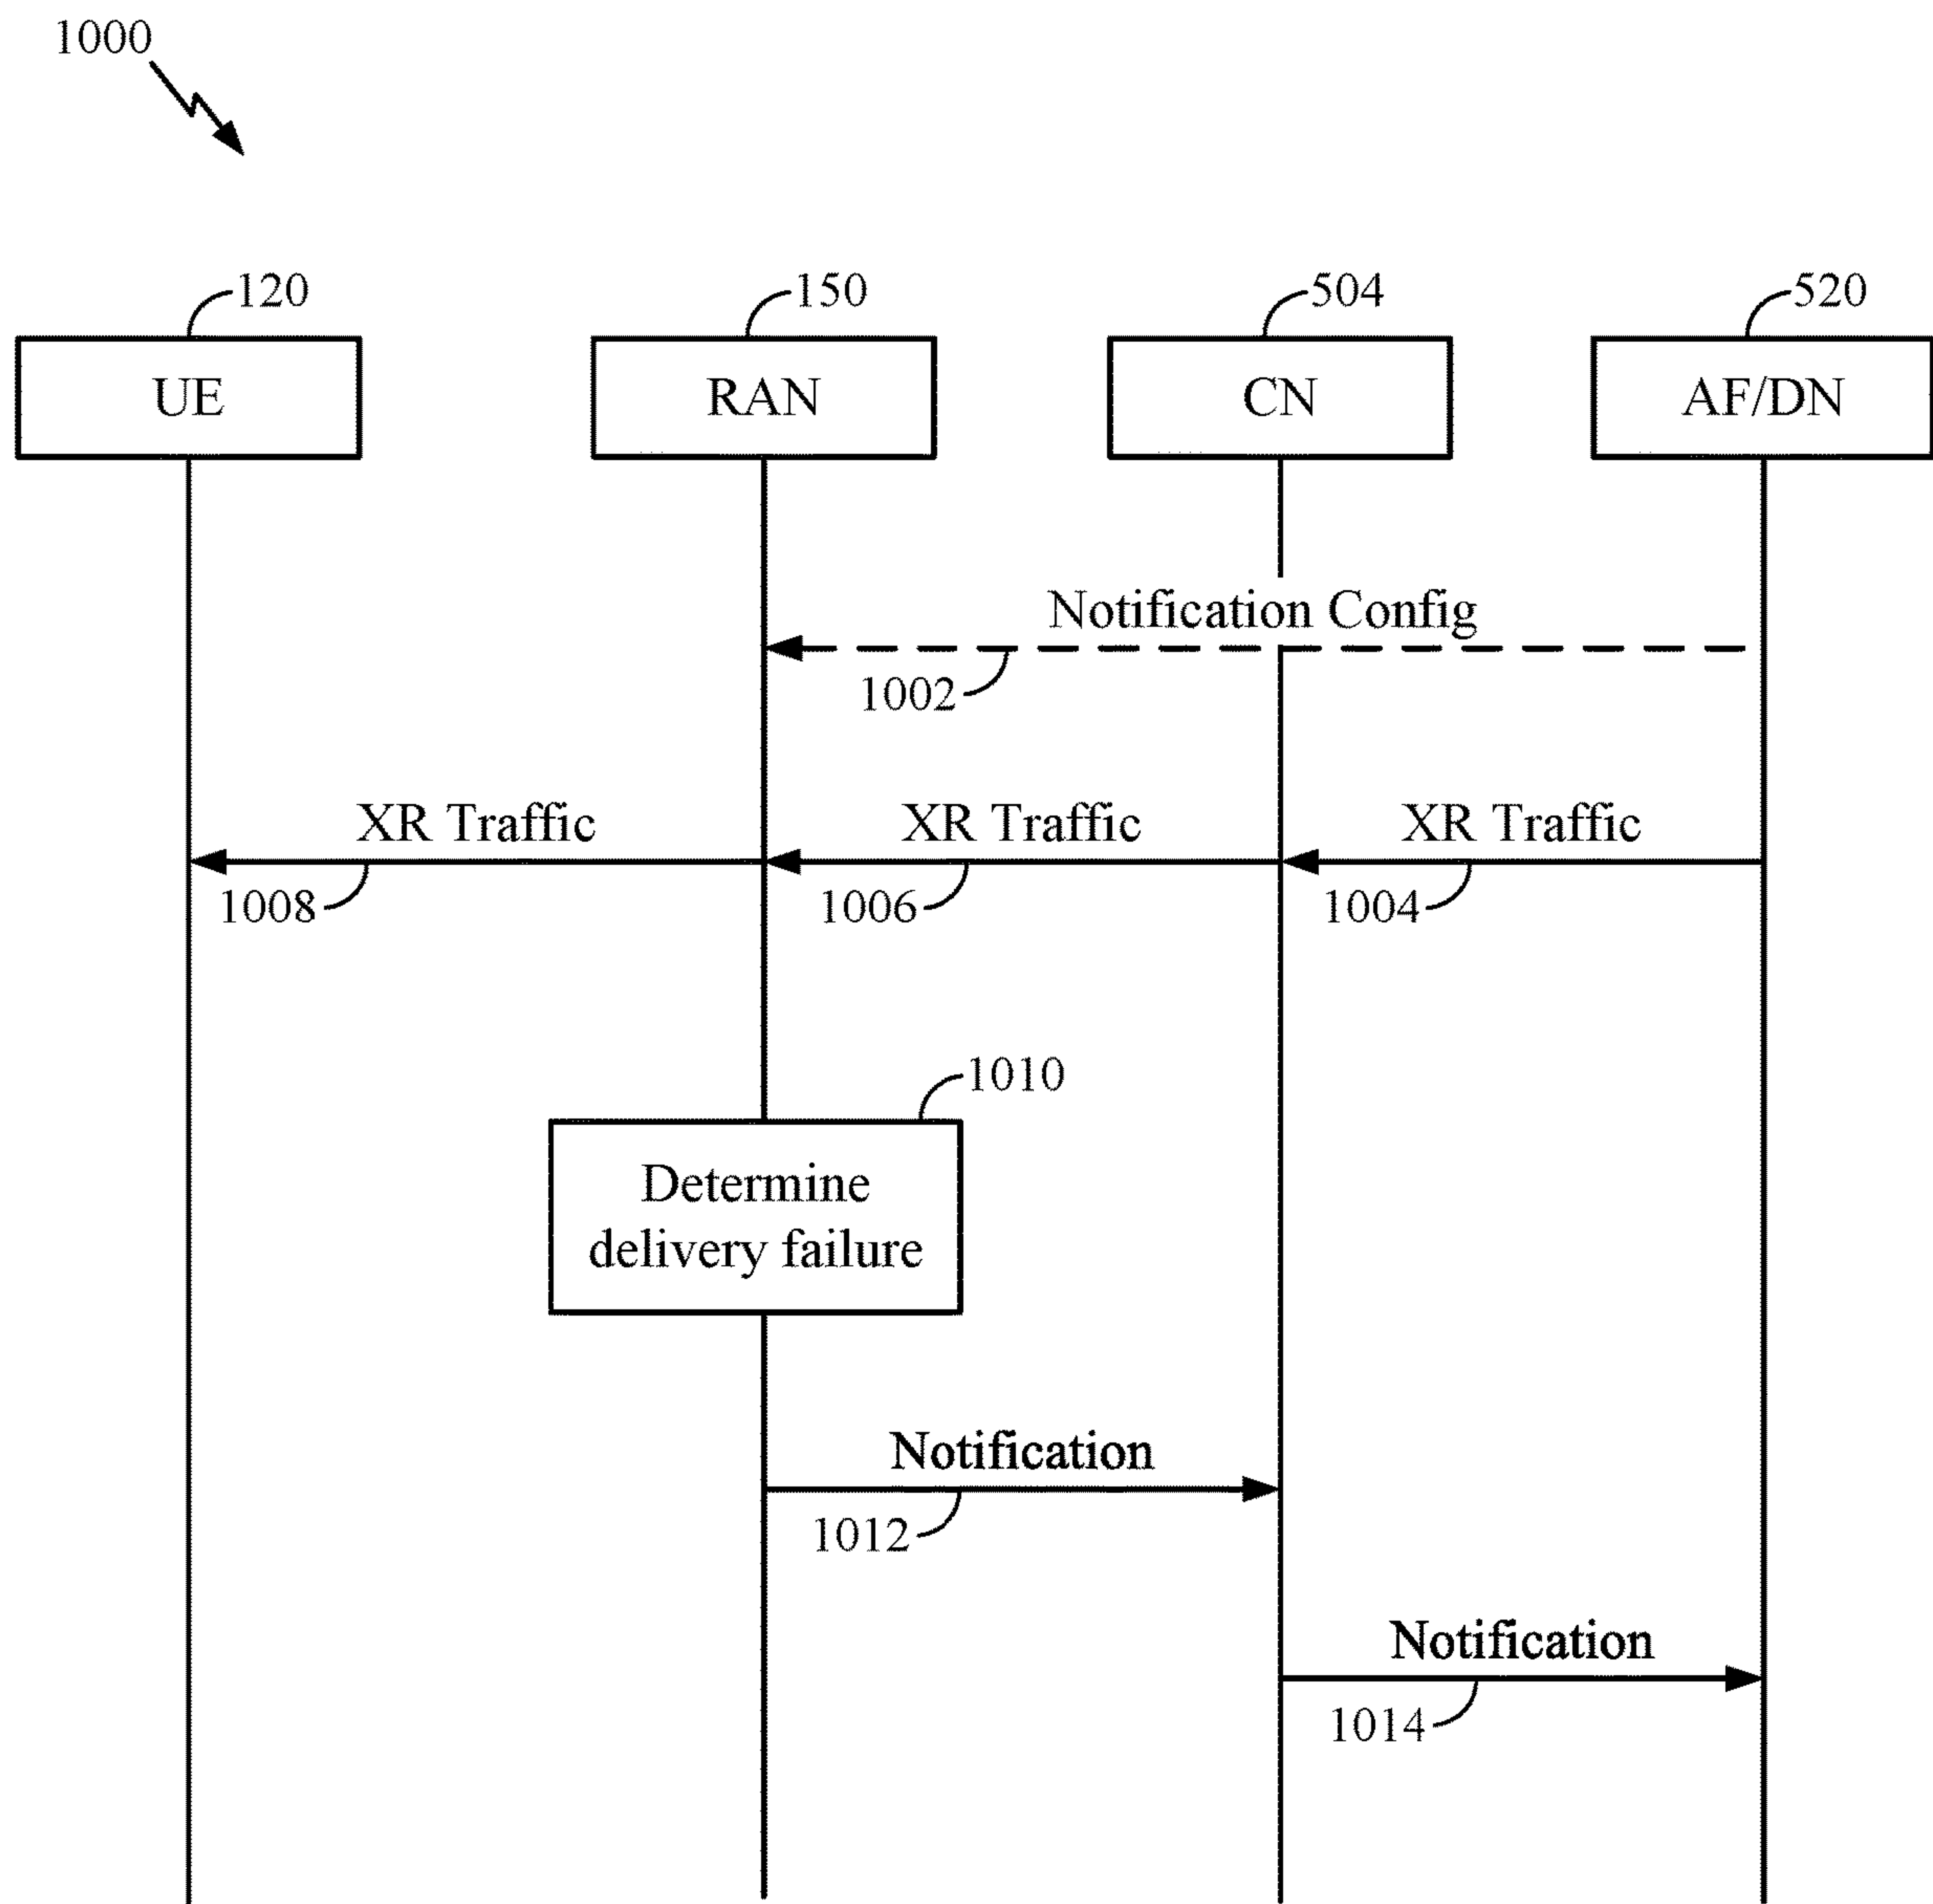 1000
120
150
504
520
UE
RAN
CN
AF/DN
Notification Config
1002
XR Traffic
XR Traffic
XR Traffic
1008
1006
1004
1010
Determine
delivery failure
Notification
1012
Notification
1014